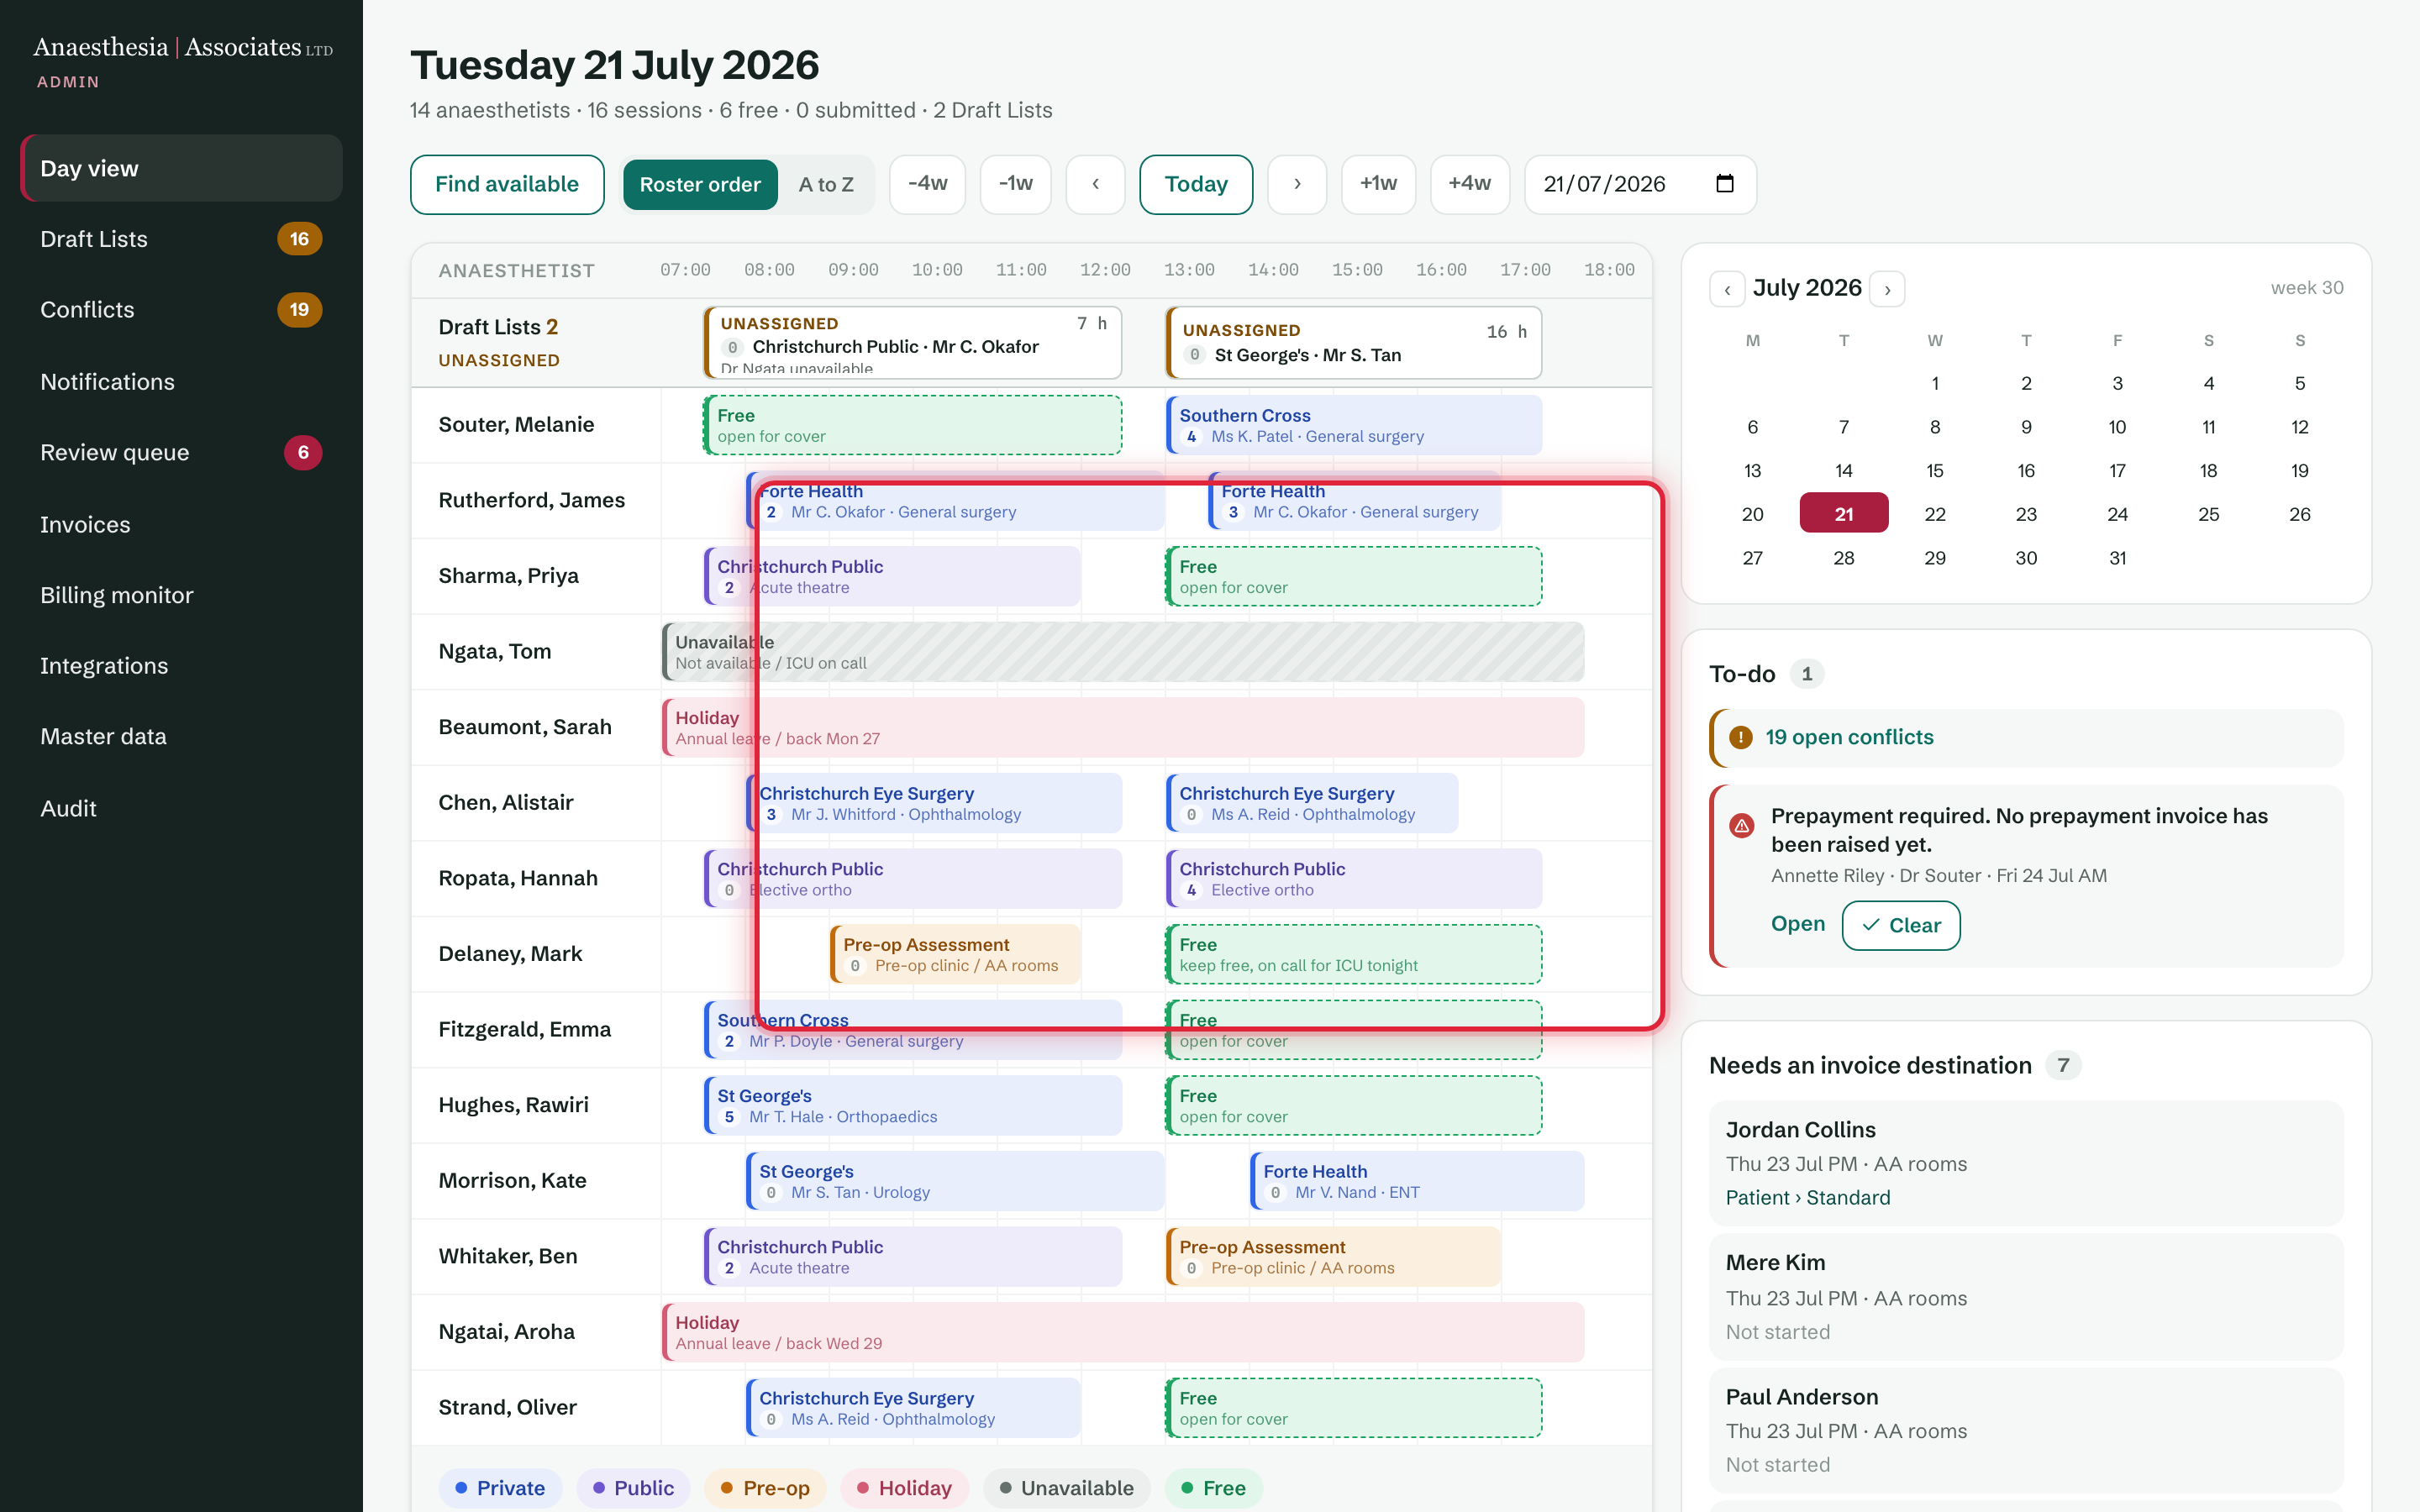 Anaesthesia | Associates LTD
ADMIN
Day view
Draft Lists 16
Conflicts 19
Notifications
Review queue 6
Invoices
Billing monitor
Integrations
Master data
Audit
Tuesday 21 July 2026
14 anaesthetists · 16 sessions · 6 free · 0 submitted · 2 Draft Lists
Find available Roster order A to Z -4w -1w ‹ Today › +1w +4w 21/07/2026
ANAESTHETIST 07:00 08:00 09:00 10:00 11:00 12:00 13:00 14:00 15:00 16:00 17:00 18:00
Draft Lists 2
UNASSIGNED
UNASSIGNED 7 h
0 Christchurch Public · Mr C. Okafor
Dr Ngata unavailable
UNASSIGNED 16 h
0 St George's · Mr S. Tan
Souter, Melanie
Free
open for cover
Southern Cross
4 Ms K. Patel · General surgery
Rutherford, James
Forte Health
2 Mr C. Okafor · General surgery
Forte Health
3 Mr C. Okafor · General surgery
Sharma, Priya
Christchurch Public
2 Acute theatre
Free
open for cover
Ngata, Tom
Unavailable
Not available / ICU on call
Beaumont, Sarah
Holiday
Annual leave / back Mon 27
Chen, Alistair
Christchurch Eye Surgery
3 Mr J. Whitford · Ophthalmology
Christchurch Eye Surgery
0 Ms A. Reid · Ophthalmology
Ropata, Hannah
Christchurch Public
0 Elective ortho
Christchurch Public
4 Elective ortho
Delaney, Mark
Pre-op Assessment
0 Pre-op clinic / AA rooms
Free
keep free, on call for ICU tonight
Fitzgerald, Emma
Southern Cross
2 Mr P. Doyle · General surgery
Free
open for cover
Hughes, Rawiri
St George's
5 Mr T. Hale · Orthopaedics
Free
open for cover
Morrison, Kate
St George's
0 Mr S. Tan · Urology
Forte Health
0 Mr V. Nand · ENT
Whitaker, Ben
Christchurch Public
2 Acute theatre
Pre-op Assessment
0 Pre-op clinic / AA rooms
Ngatai, Aroha
Holiday
Annual leave / back Wed 29
Strand, Oliver
Christchurch Eye Surgery
0 Ms A. Reid · Ophthalmology
Free
open for cover
Private Public Pre-op Holiday Unavailable Free
‹ July 2026 › week 30
M T W T F S S
1 2 3 4 5
6 7 8 9 10 11 12
13 14 15 16 17 18 19
20 21 22 23 24 25 26
27 28 29 30 31
To-do 1
19 open conflicts
Prepayment required. No prepayment invoice has
been raised yet.
Annette Riley · Dr Souter · Fri 24 Jul AM
Open Clear
Needs an invoice destination 7
Jordan Collins
Thu 23 Jul PM · AA rooms
Patient › Standard
Mere Kim
Thu 23 Jul PM · AA rooms
Not started
Paul Anderson
Thu 23 Jul PM · AA rooms
Not started